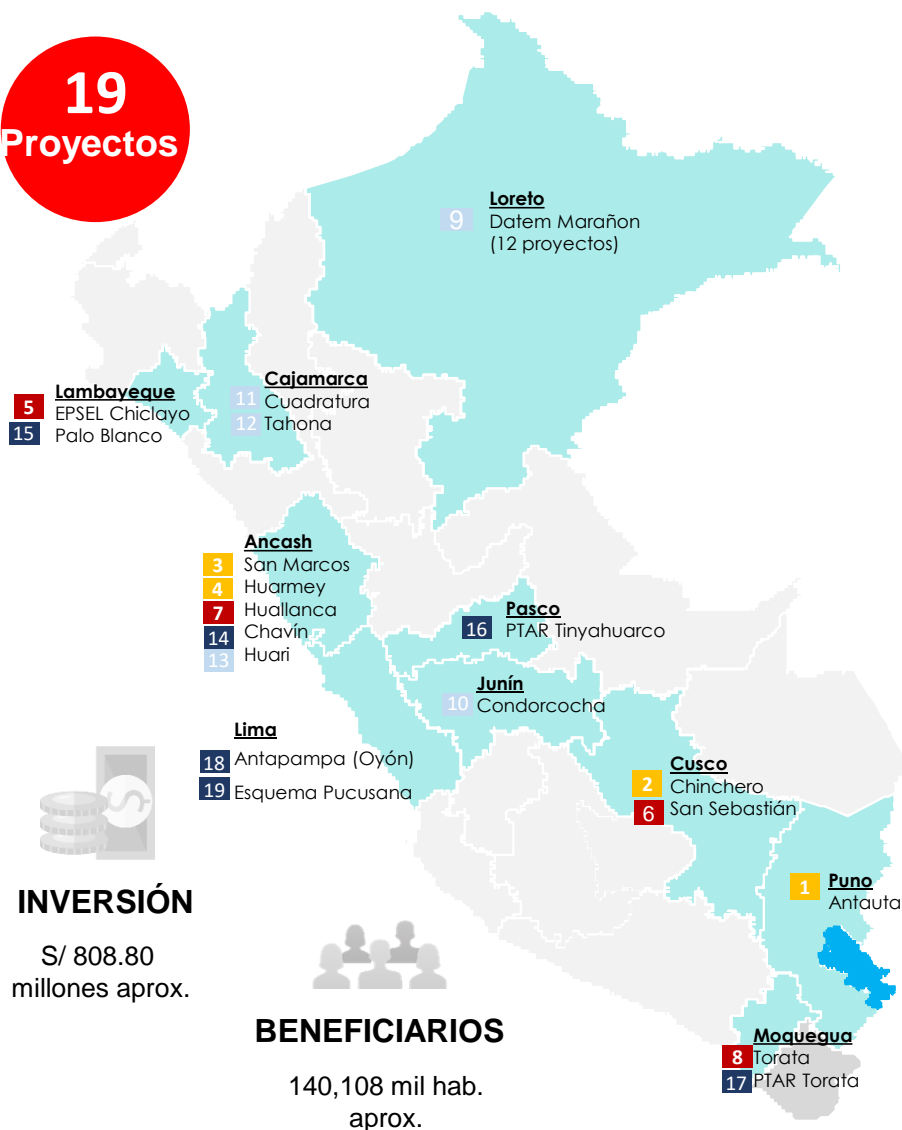 19
Proyectos
Loreto
9 Datem Marañon
(12 proyectos)
Lambayeque
5 EPSEL Chiclayo
15 Palo Blanco
Cajamarca
11 Cuadratura
12 Tahona
Ancash
3 San Marcos
4 Huarmey
7 Huallanca
14 Chavín
13 Huari
Pasco
16 PTAR Tinyahuarco
Junín
10 Condorcocha
Lima
18 Antapampa (Oyón)
19 Esquema Pucusana
Cusco
2 Chinchero
6 San Sebastián
Puno
1 Antauta
INVERSIÓN
S/ 808.80
millones aprox.
BENEFICIARIOS
140,108 mil hab.
aprox.
Moquegua
8 Torata
17 PTAR Torata